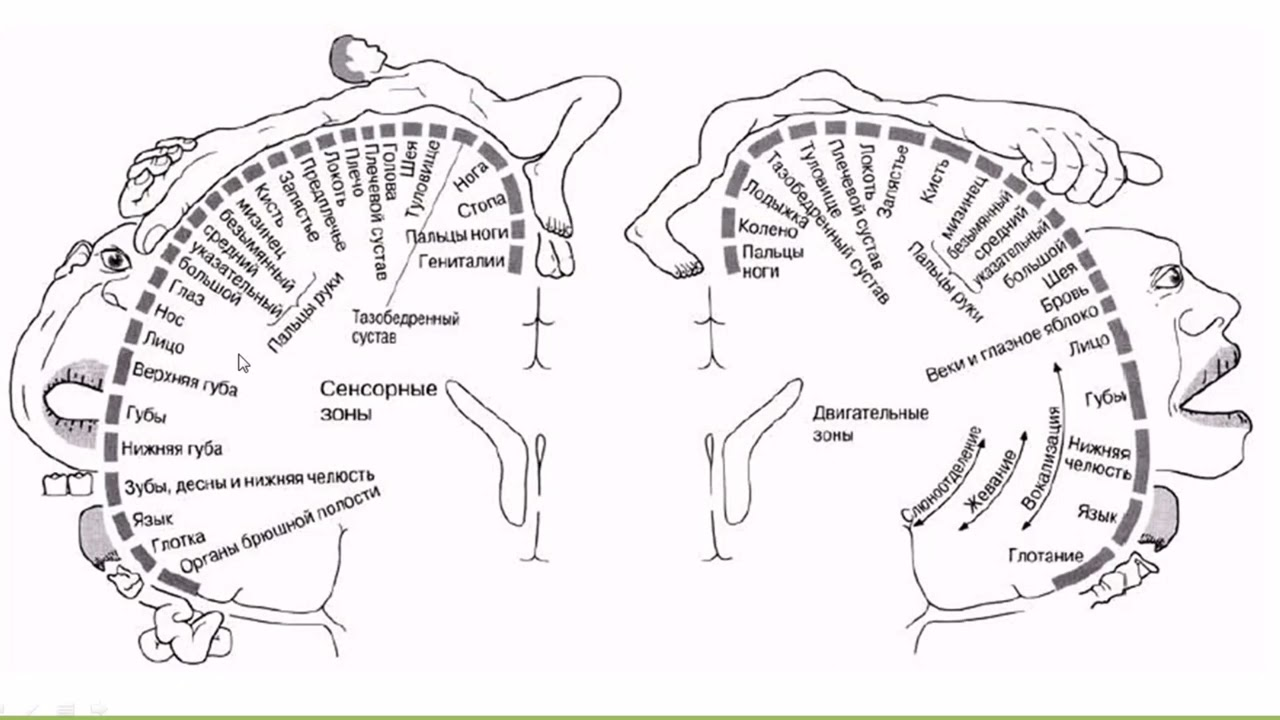 Гениталии
Пальцы ноги
Стопа
Нога
Тазобедренный
сустав
Туловище
Шея
Голова
Плечевой сустав
Плечо
Локоть
Предплечье
Запястье
Кисть
мизинец
безымянный
средний
указательный
большой
Пальцы руки
Глаз
Нос
Лицо
Верхняя губа
Губы
Нижняя губа
Зубы, десны и нижняя челюсть
Язык
Глотка
Органы брюшной полости
Сенсорные
зоны
Двигательные
зоны
Пальцы
ноги
Колено
Лодыжка
Тазобедренный сустав
Туловище
Плечевой сустав
Локоть
Запястье
Кисть
мизинец
безымянный
средний
указательный
большой
Пальцы руки
Шея
Бровь
Веки и глазное яблоко
Лицо
Губы
Нижняя
челюсть
Язык
Глотание
Вокализация
Жевание
Слюноотделение